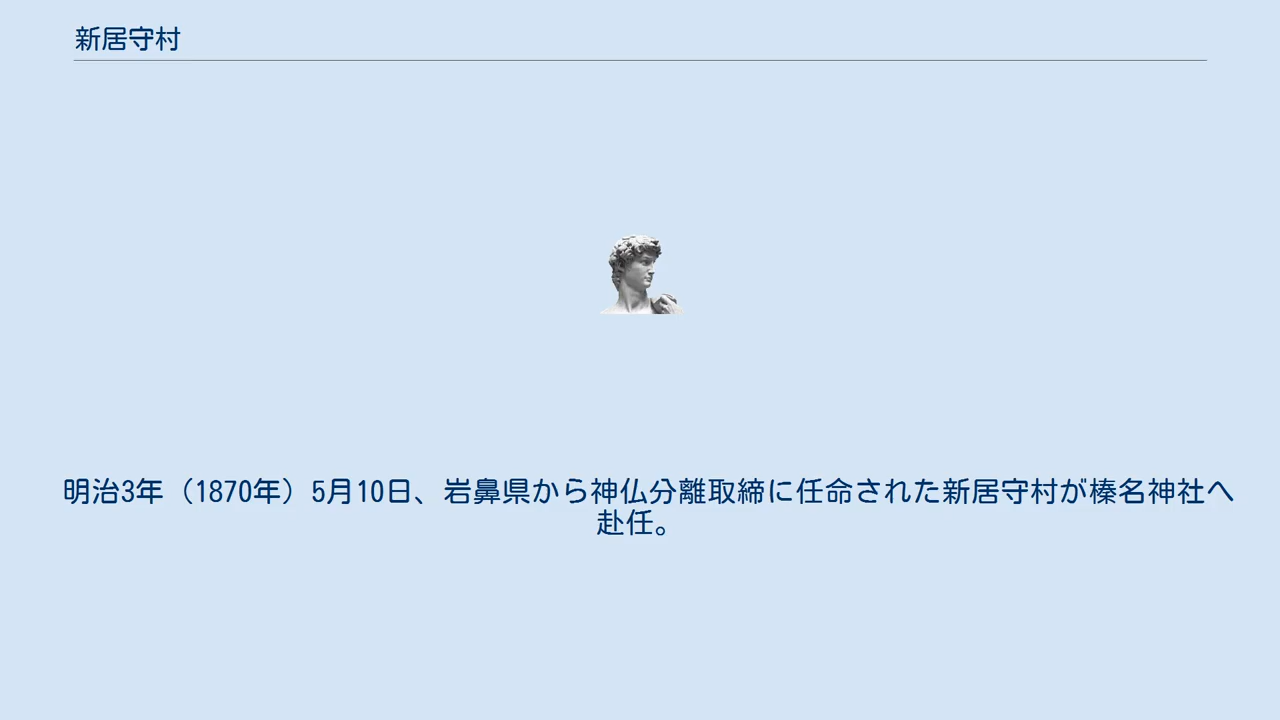 新居守村
明治3年（1870年）5月10日、岩鼻県から神仏分離取締に任命された新居守村が榛名神社へ
赴任。